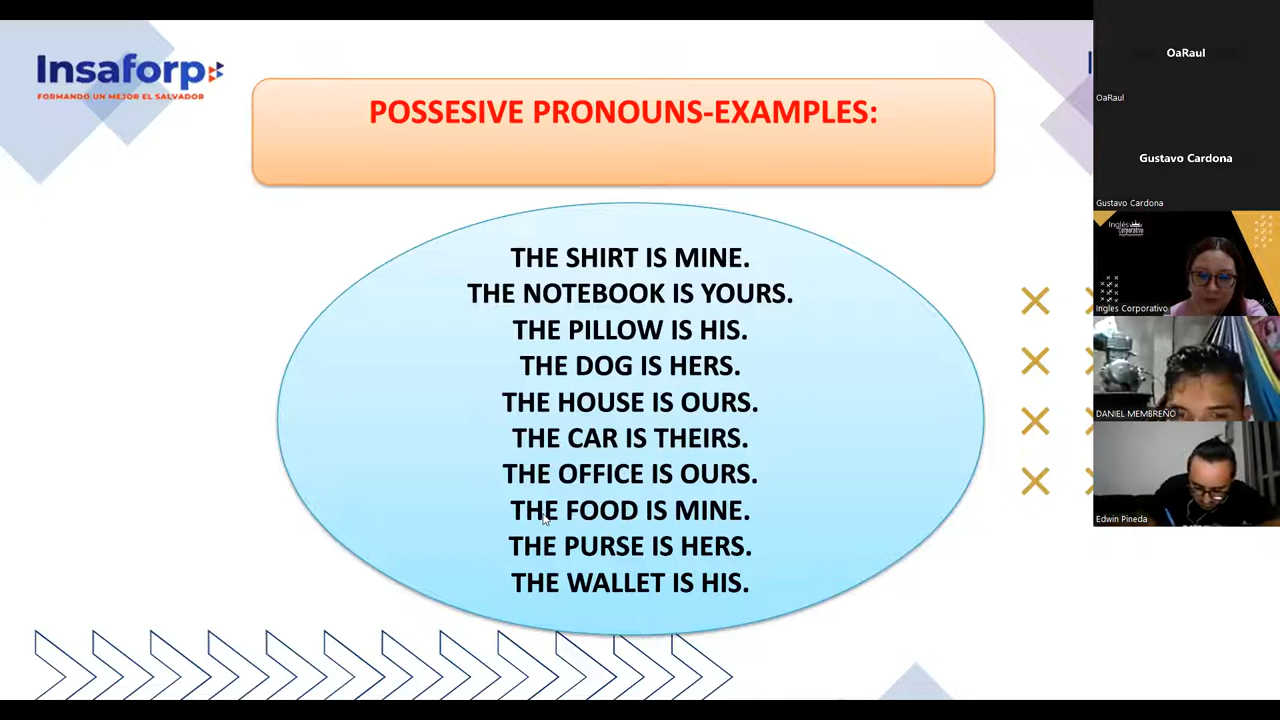 Insaforp
FORMANDO UN MEJOR EL SALVADOR
POSSESIVE PRONOUNS-EXAMPLES:
THE SHIRT IS MINE.
THE NOTEBOOK IS YOURS.
THE PILLOW IS HIS.
THE DOG IS HERS.
THE HOUSE IS OURS.
THE CAR IS THEIRS.
THE OFFICE IS OURS.
THE FOOD IS MINE.
THE PURSE IS HERS.
THE WALLET IS HIS.
OaRaul
OaRaul
Gustavo Cardona
Gustavo Cardona
Inglés
Corporativo
Ingles Corporativo
DANIEL MEMBREÑO
Edwin Pineda